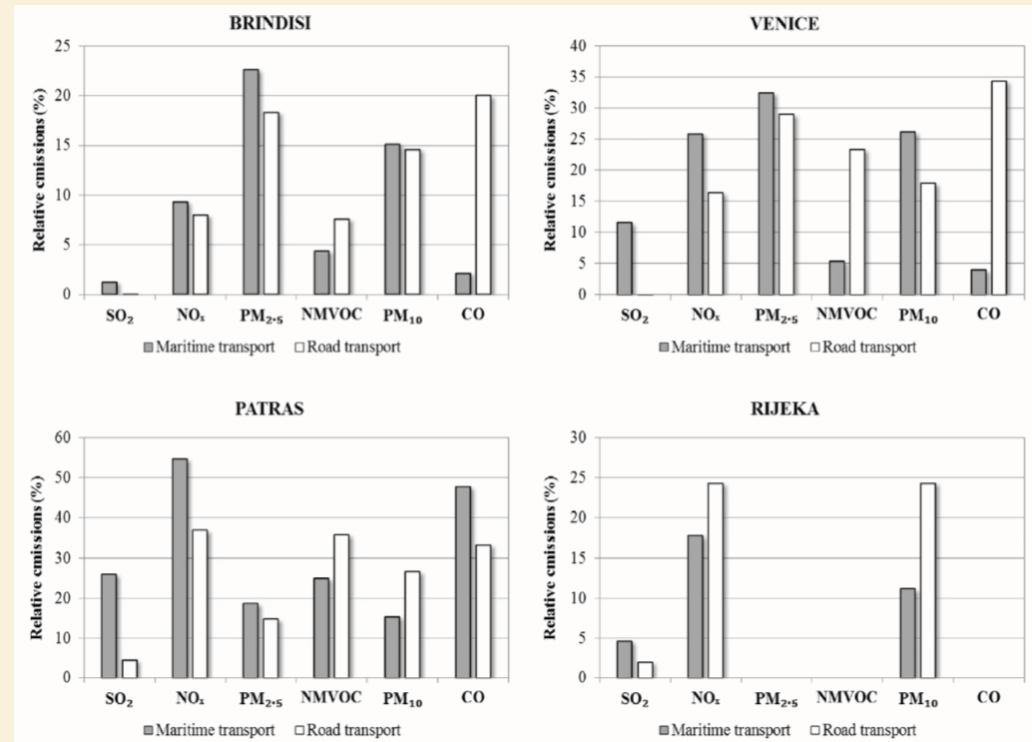 BRINDISI
Relative emissions (%)
25
20
15
10
5
0
SO₂ NOₓ PM₂.₅ NMVOC PM₁₀ CO
Maritime transport Road transport
VENICE
Relative emissions (%)
40
35
30
25
20
15
10
5
0
SO₂ NOₓ PM₂.₅ NMVOC PM₁₀ CO
Maritime transport Road transport
PATRAS
Relative emissions (%)
60
50
40
30
20
10
0
SO₂ NOₓ PM₂.₅ NMVOC PM₁₀ CO
Maritime transport Road transport
RIJEKA
Relative emissions (%)
30
25
20
15
10
5
0
SO₂ NOₓ PM₂.₅ NMVOC PM₁₀ CO
Maritime transport Road transport